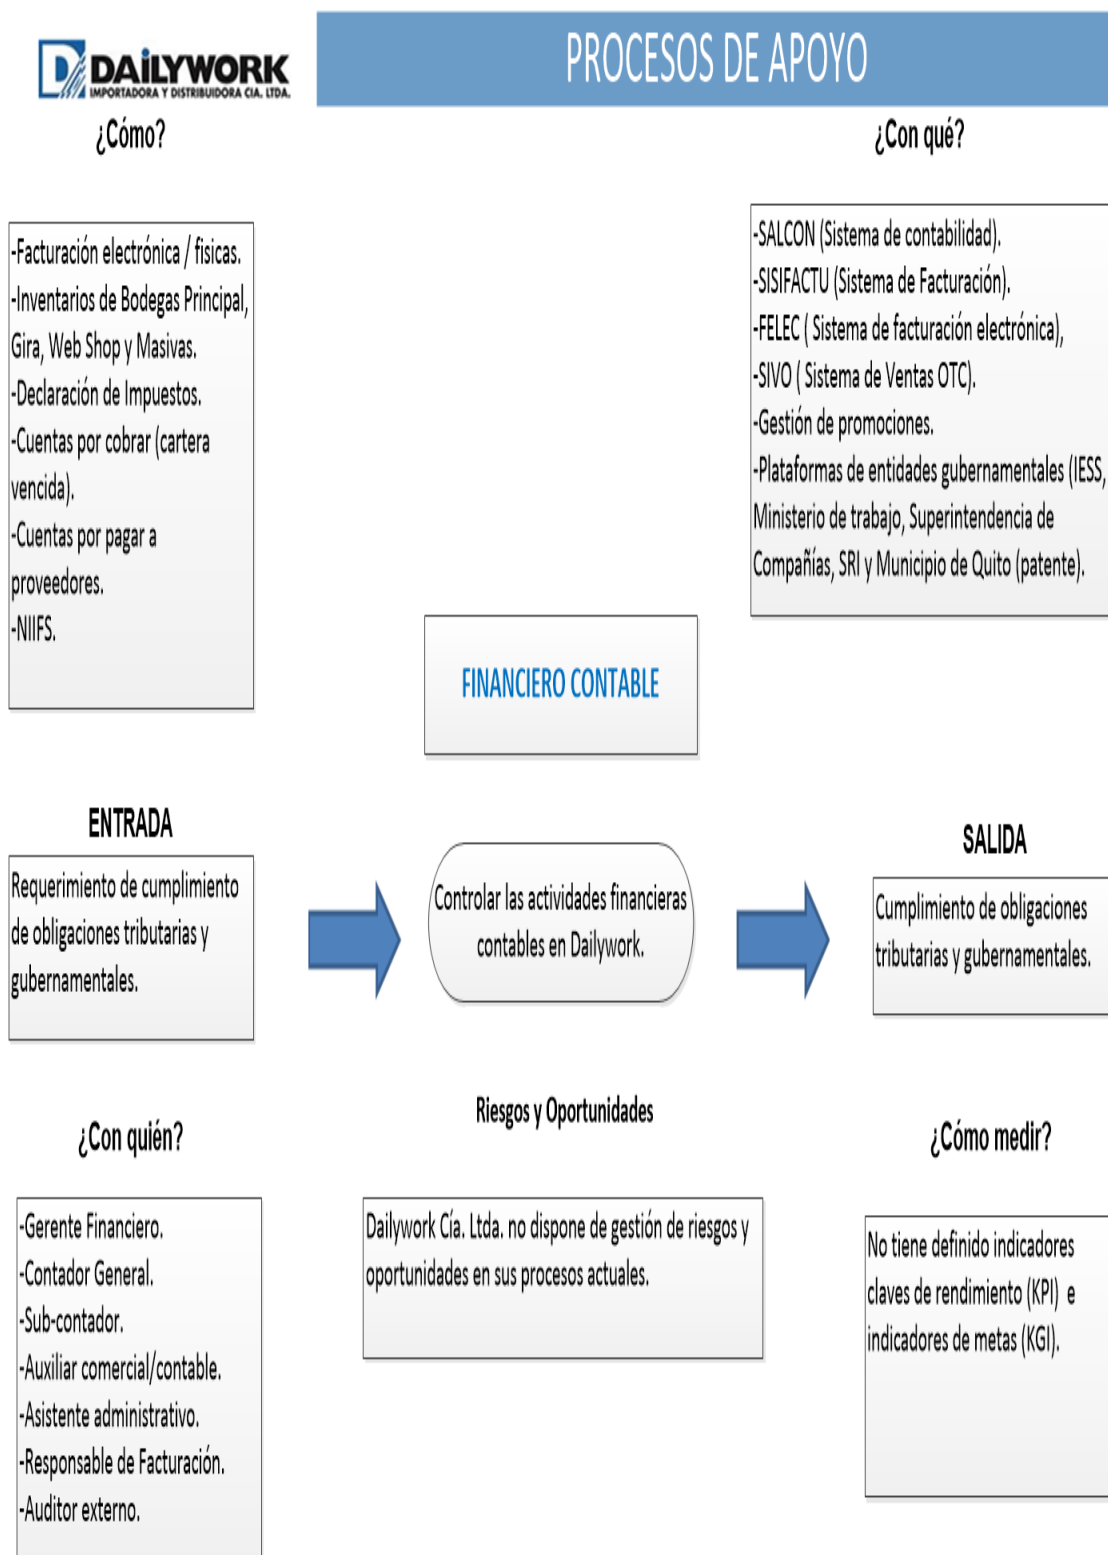 DAiLYWORK
IMPORTADORA Y DISTRIBUIDORA CIA. LTDA.
PROCESOS DE APOYO
¿Cómo?
-Facturación electrónica / fisicas.
-Inventarios de Bodegas Principal,
Gira, Web Shop y Masivas.
-Declaración de Impuestos.
-Cuentas por cobrar (cartera
vencida).
-Cuentas por pagar a
proveedores.
-NIIFS.
¿Con qué?
-SALCON (Sistema de contabilidad).
-SISIFACTU (Sistema de Facturación).
-FELEC ( Sistema de facturación electrónica),
-SIVO ( Sistema de Ventas OTC).
-Gestión de promociones.
-Plataformas de entidades gubernamentales (IESS,
Ministerio de trabajo, Superintendencia de
Compañías, SRI y Municipio de Quito (patente).
FINANCIERO CONTABLE
ENTRADA
Requerimiento de cumplimiento
de obligaciones tributarias y
gubernamentales.
Controlar las actividades financieras
contables en Dailywork.
SALIDA
Cumplimiento de obligaciones
tributarias y gubernamentales.
¿Con quién?
-Gerente Financiero.
-Contador General.
-Sub-contador.
-Auxiliar comercial/contable.
-Asistente administrativo.
-Responsable de Facturación.
-Auditor externo.
Riesgos y Oportunidades
Dailywork Cía. Ltda. no dispone de gestión de riesgos y
oportunidades en sus procesos actuales.
¿Cómo medir?
No tiene definido indicadores
claves de rendimiento (KPI) e
indicadores de metas (KGI).